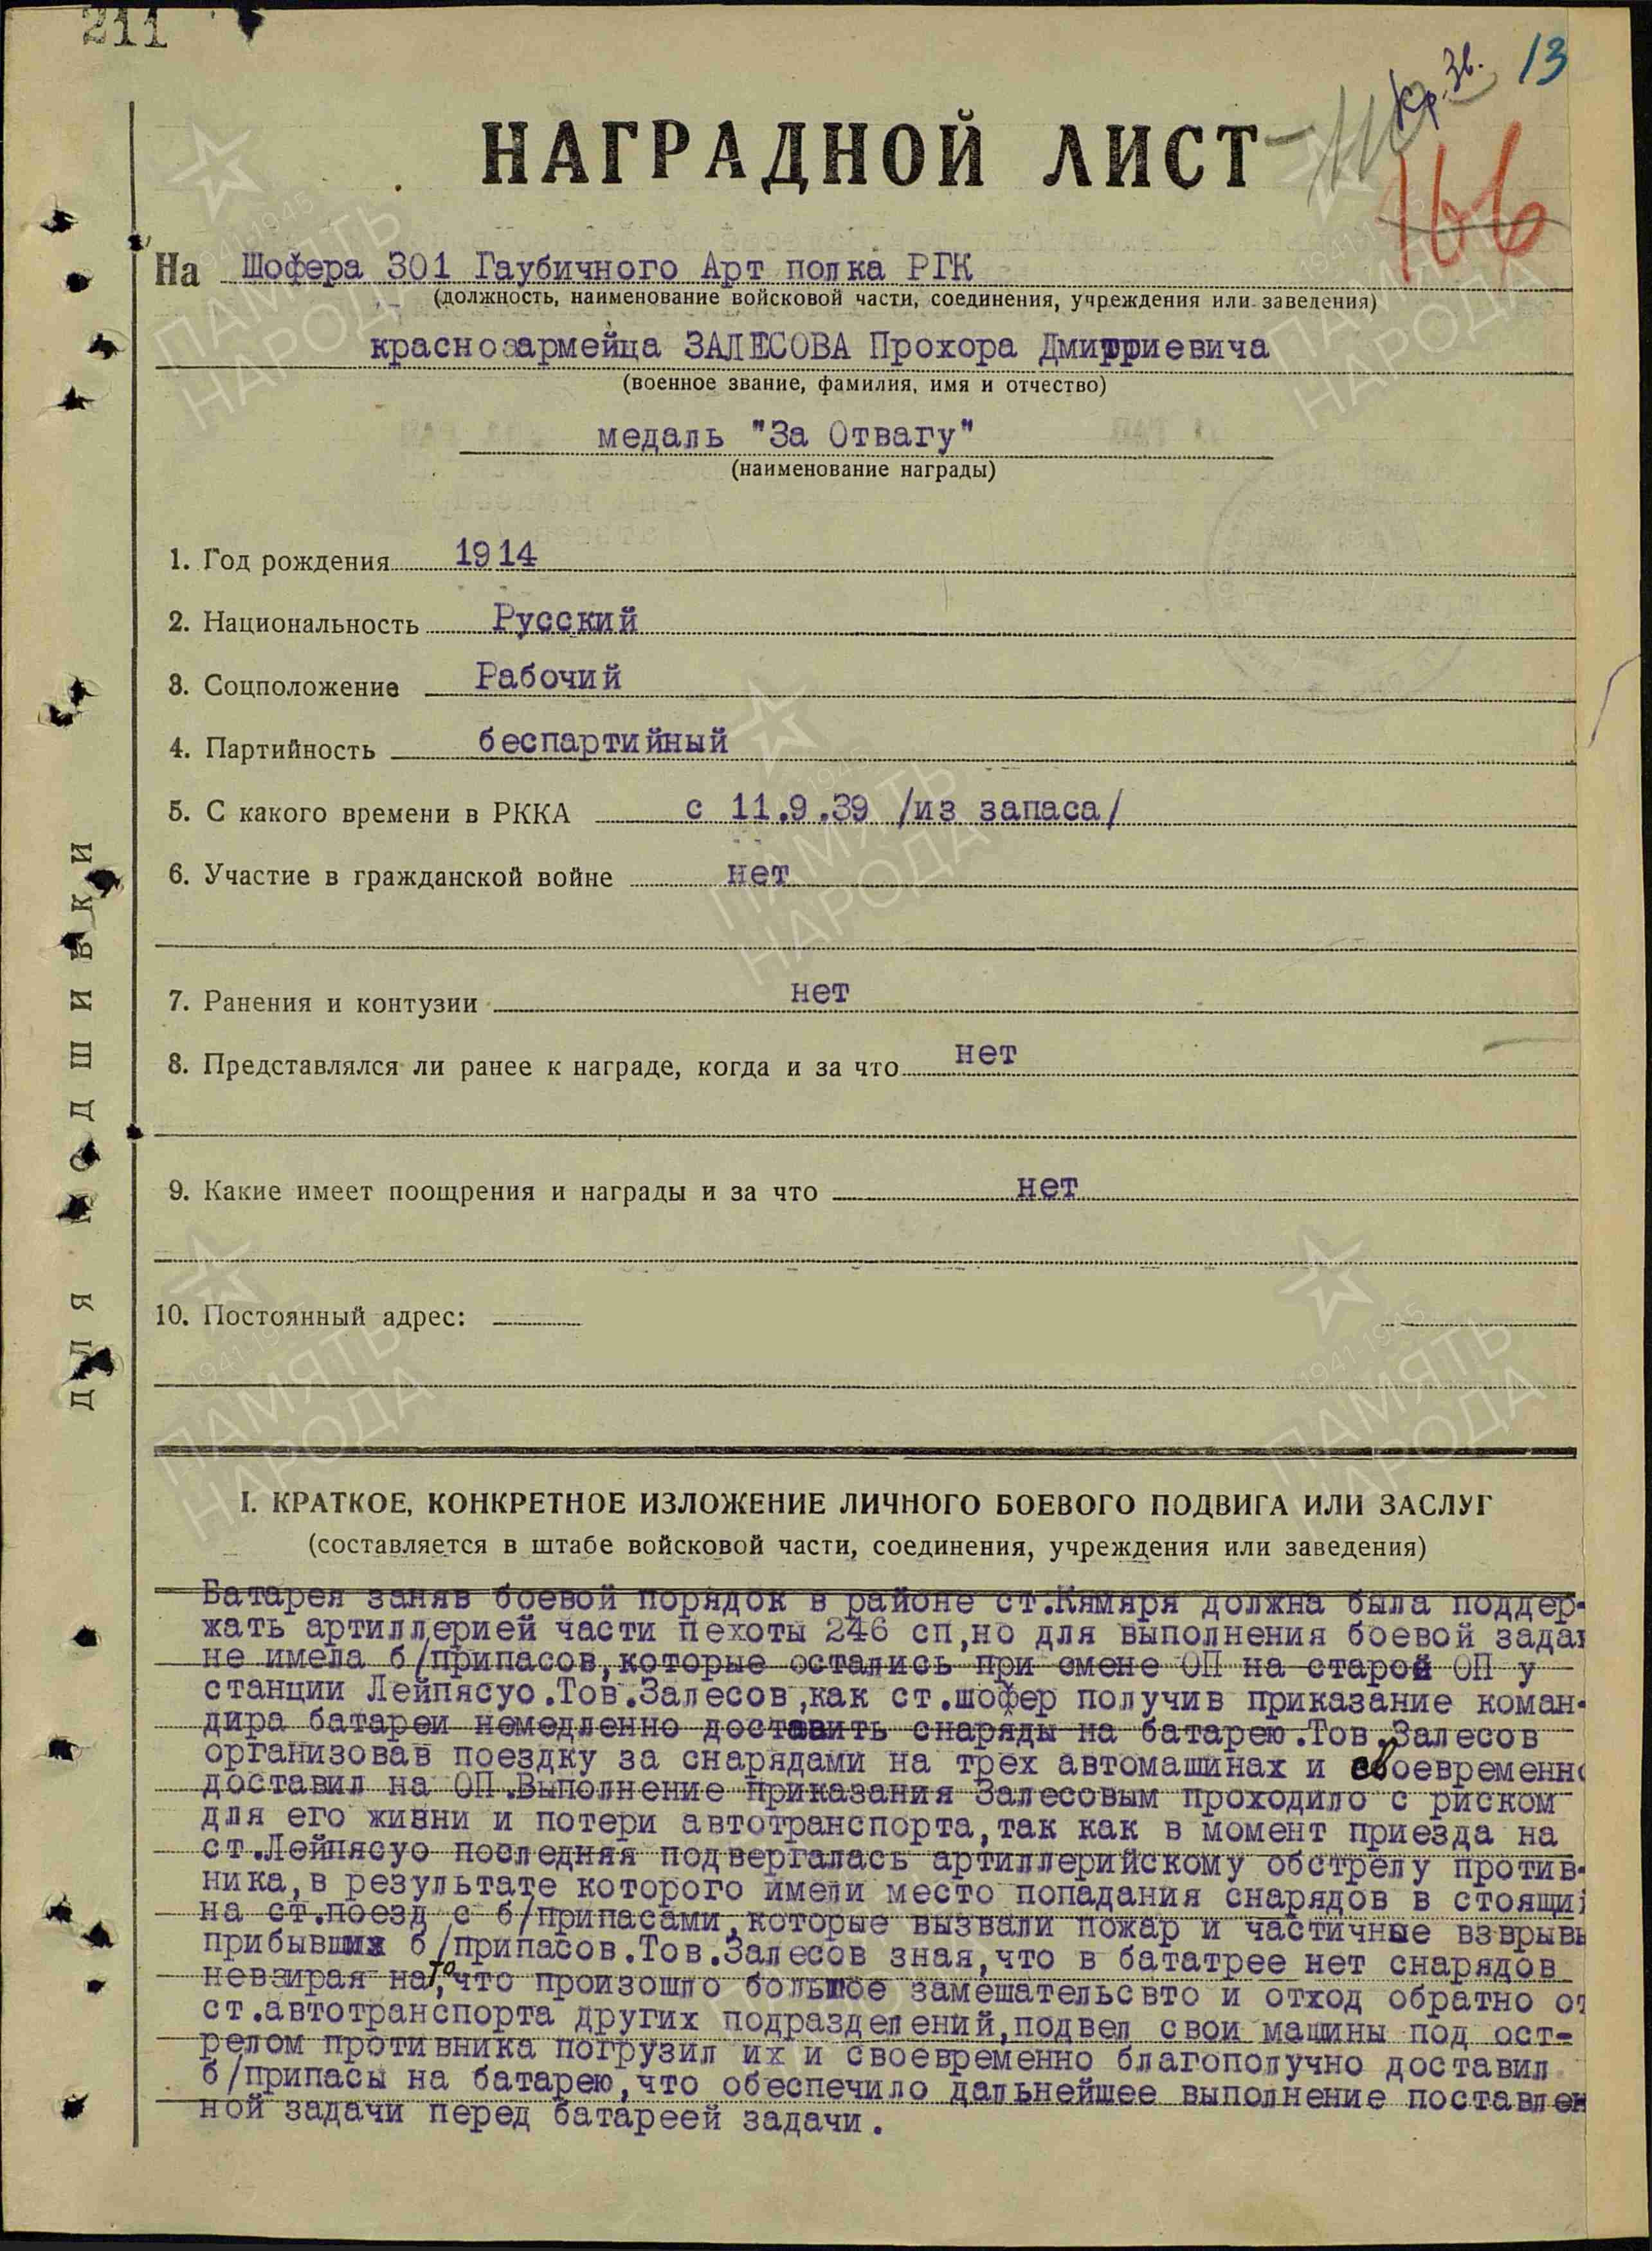 211
Кр. Зв. 13
166
НАГРАДНОЙ ЛИСТ
На Шофера 301 Гаубичного Арт полка РГК
(должность, наименование войсковой части, соединения, учреждения или заведения)
красноармейца ЗАЛЕСОВА Прохора Дмитриевича
(военное звание, фамилия, имя и отчество)
медаль "За Отвагу"
(наименование награды)
1. Год рождения 1914
2. Национальность Русский
3. Соцположение Рабочий
4. Партийность беспартийный
5. С какого времени в РККА с 11.9.39 /из запаса/
6. Участие в гражданской войне нет
7. Ранения и контузии нет
8. Представлялся ли ранее к награде, когда и за что нет
9. Какие имеет поощрения и награды и за что нет
10. Постоянный адрес:
ДЛЯ ПОДШИВКИ
I. КРАТКОЕ, КОНКРЕТНОЕ ИЗЛОЖЕНИЕ ЛИЧНОГО БОЕВОГО ПОДВИГА ИЛИ ЗАСЛУГ
(составляется в штабе войсковой части, соединения, учреждения или заведения)
Батарея заняв боевой порядок в районе ст.Кямяря должна была поддер-
жать артиллерией части пехоты 246 сп,но для выполнения боевой задач
не имела б/припасов,которые остались при смене ОП на старой ОП у
станции Лейпясуо.Тов.Залесов,как ст.шофер получив приказание коман-
дира батареи немедленно доставить снаряды на батарею.Тов.Залесов
организовав поездку за снарядами на трех автомашинах и своевременно
доставил на ОП.Выполнение приказания Залесовым проходило с риском
для его жизни и потери автотранспорта,так как в момент приезда на
ст.Лейпясуо последняя подвергалась артиллерийскому обстрелу против-
ника,в результате которого имели место попадания снарядов в стоящий
на ст.поезд с б/припасами,которые вызвали пожар и частичные взврывы
прибывших б/припасов.Тов.Залесов зная,что в бататрее нет снарядов
невзирая на то,что произошло большое замешательсвто и отход обратно от
ст.автотранспорта других подразделений,подвел свои машины под ост-
релом противника погрузил их и своевременно благополучно доставил
б/припасы на батарею,что обеспечило дальнейшее выполнение поставлен
ной задачи перед батареей задачи.
ПАМЯТЬ НАРОДА
1941-1945